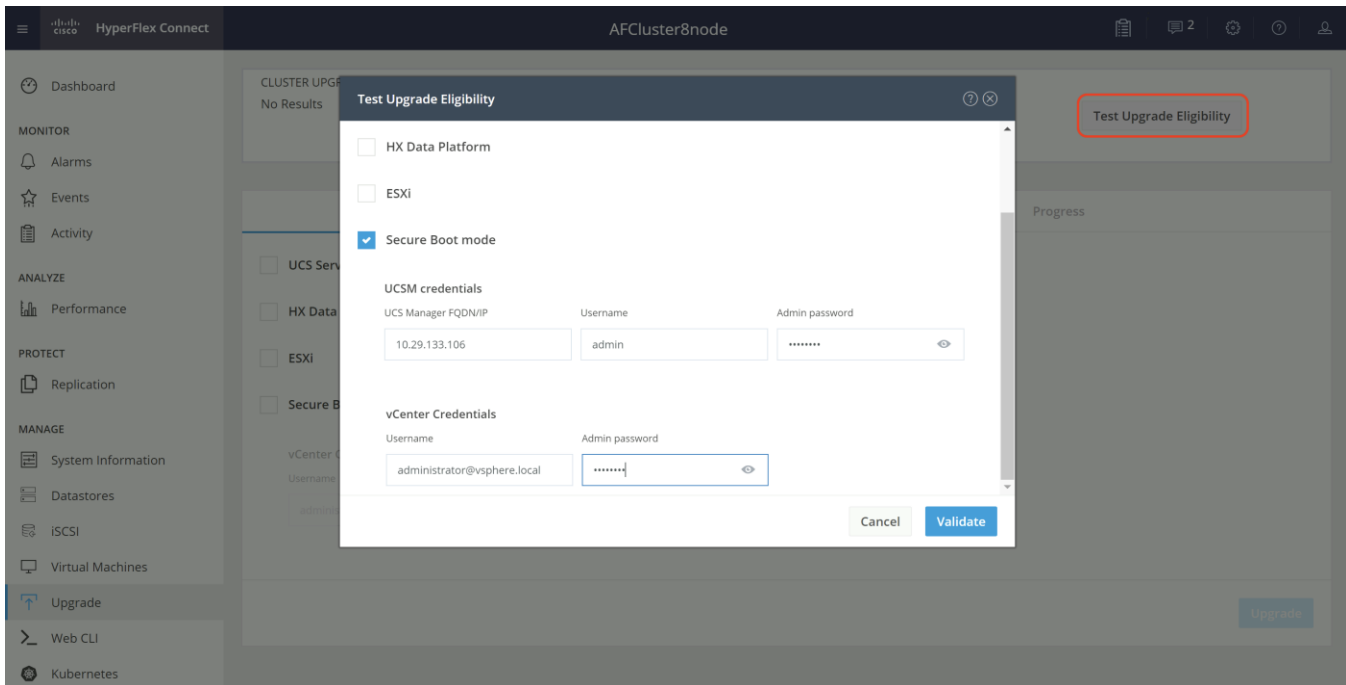 cisco HyperFlex Connect
AFCluster8node
2
Dashboard
MONITOR
Alarms
Events
Activity
ANALYZE
Performance
PROTECT
Replication
MANAGE
System Information
Datastores
iSCSI
Virtual Machines
Upgrade
Web CLI
Kubernetes
CLUSTER UPGR
No Results
Test Upgrade Eligibility
Progress
UCS Serv
HX Data
ESXi
Secure B
vCenter C
Username
admini
Upgrade
Test Upgrade Eligibility
HX Data Platform
ESXi
Secure Boot mode
UCSM credentials
UCS Manager FQDN/IP Username Admin password
10.29.133.106 admin ••••••••
vCenter Credentials
Username Admin password
administrator@vsphere.local ••••••••
Cancel Validate